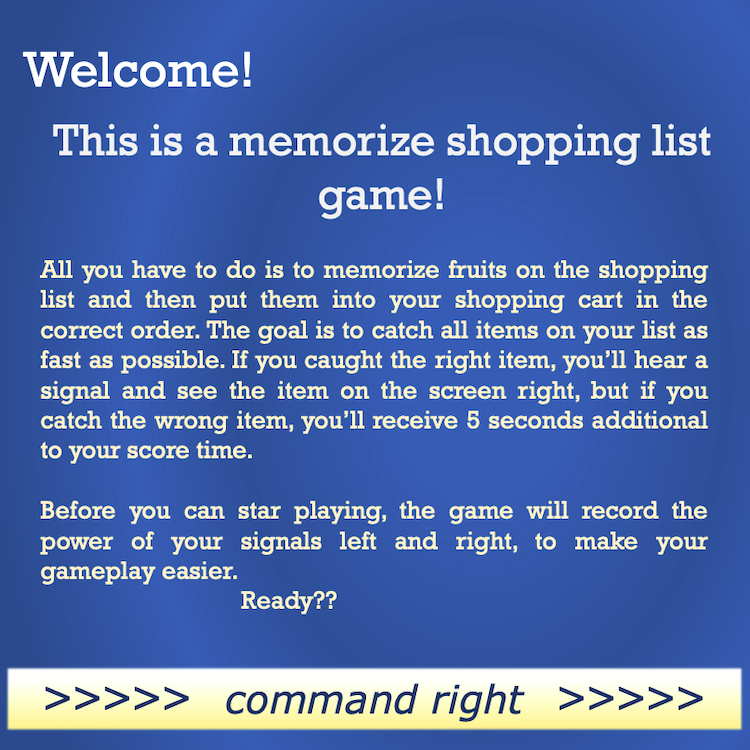 Welcome!
This is a memorize shopping list
game!
All you have to do is to memorize fruits on the shopping
list and then put them into your shopping cart in the
correct order. The goal is to catch all items on your list as
fast as possible. If you caught the right item, you'll hear a
signal and see the item on the screen right, but if you
catch the wrong item, you'll receive 5 seconds additional
to your score time.
Before you can star playing, the game will record the
power of your signals left and right, to make your
gameplay easier.
Ready??
>>>>> command right >>>>>